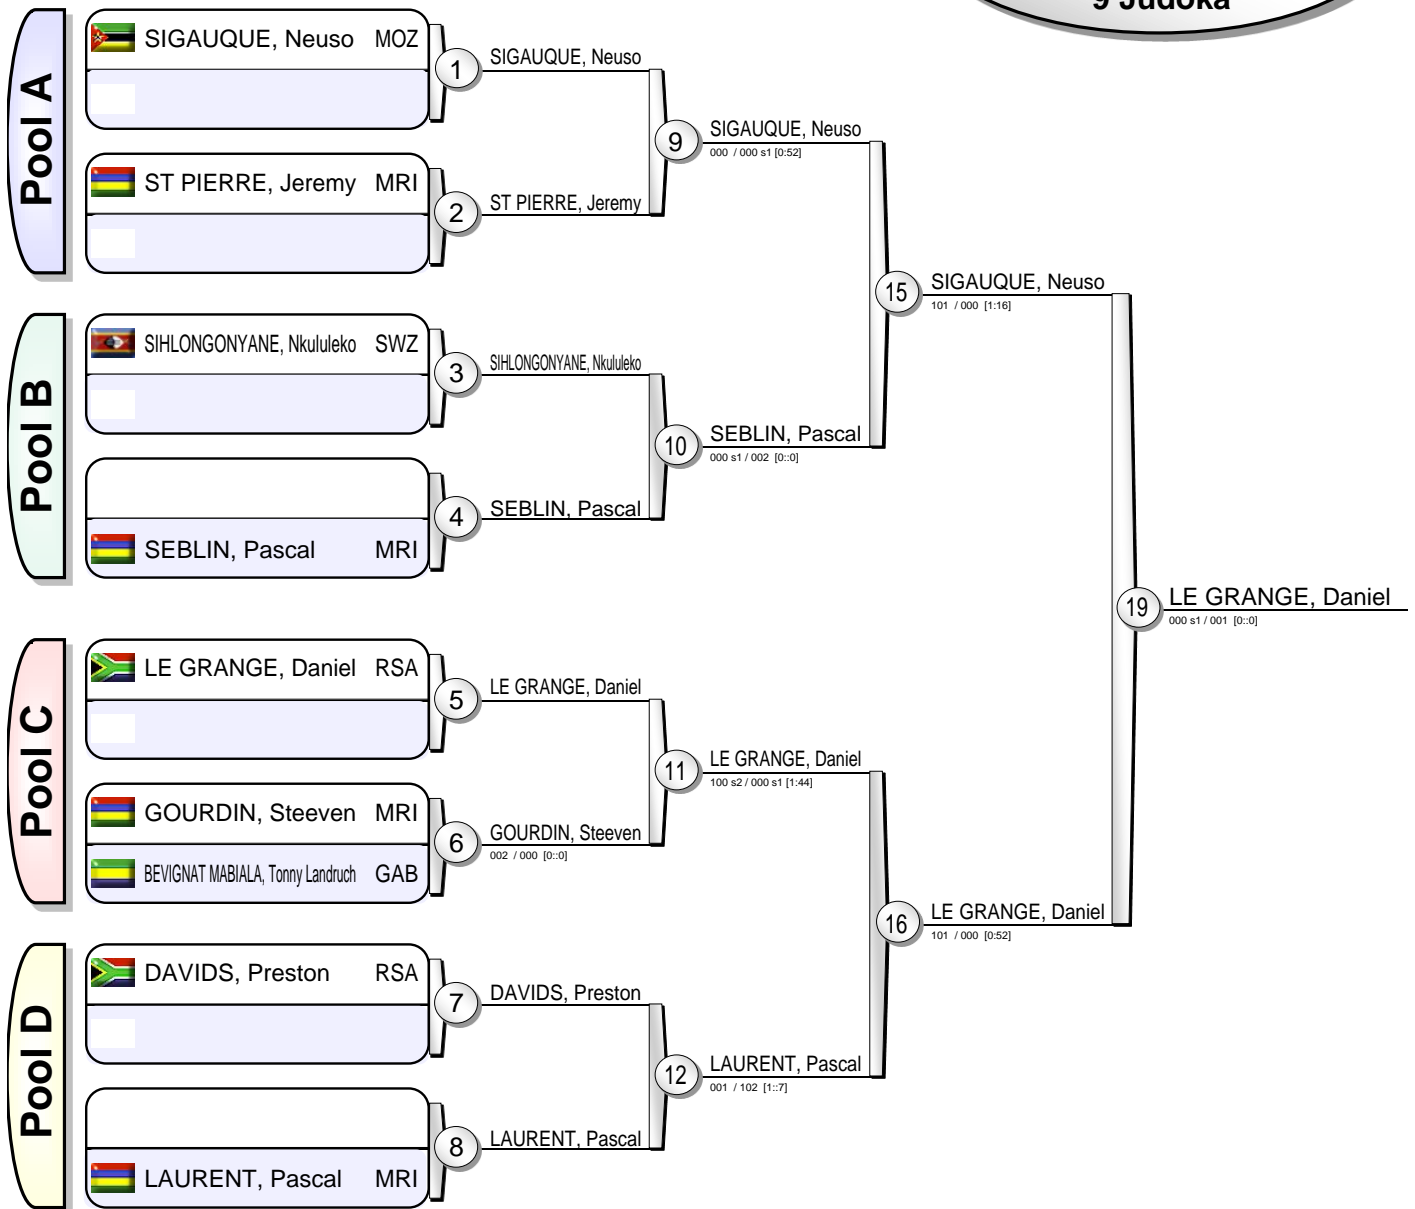 9 Judoka
Pool A
SIGAUQUE, Neuso MOZ
1
SIGAUQUE, Neuso
ST PIERRE, Jeremy MRI
2
ST PIERRE, Jeremy
9
SIGAUQUE, Neuso
000 / 000 s1 [0:52]
Pool B
SIHLONGONYANE, Nkululeko SWZ
3
SIHLONGONYANE, Nkululeko
SEBLIN, Pascal MRI
4
SEBLIN, Pascal
10
SEBLIN, Pascal
000 s1 / 002 [0::0]
15
SIGAUQUE, Neuso
101 / 000 [1:16]
Pool C
LE GRANGE, Daniel RSA
5
LE GRANGE, Daniel
GOURDIN, Steeven MRI
BEVIGNAT MABIALA, Tonny Landruch GAB
6
GOURDIN, Steeven
002 / 000 [0::0]
11
LE GRANGE, Daniel
100 s2 / 000 s1 [1:44]
Pool D
DAVIDS, Preston RSA
7
DAVIDS, Preston
LAURENT, Pascal MRI
8
LAURENT, Pascal
12
LAURENT, Pascal
001 / 102 [1::7]
16
LE GRANGE, Daniel
101 / 000 [0:52]
19
LE GRANGE, Daniel
000 s1 / 001 [0::0]